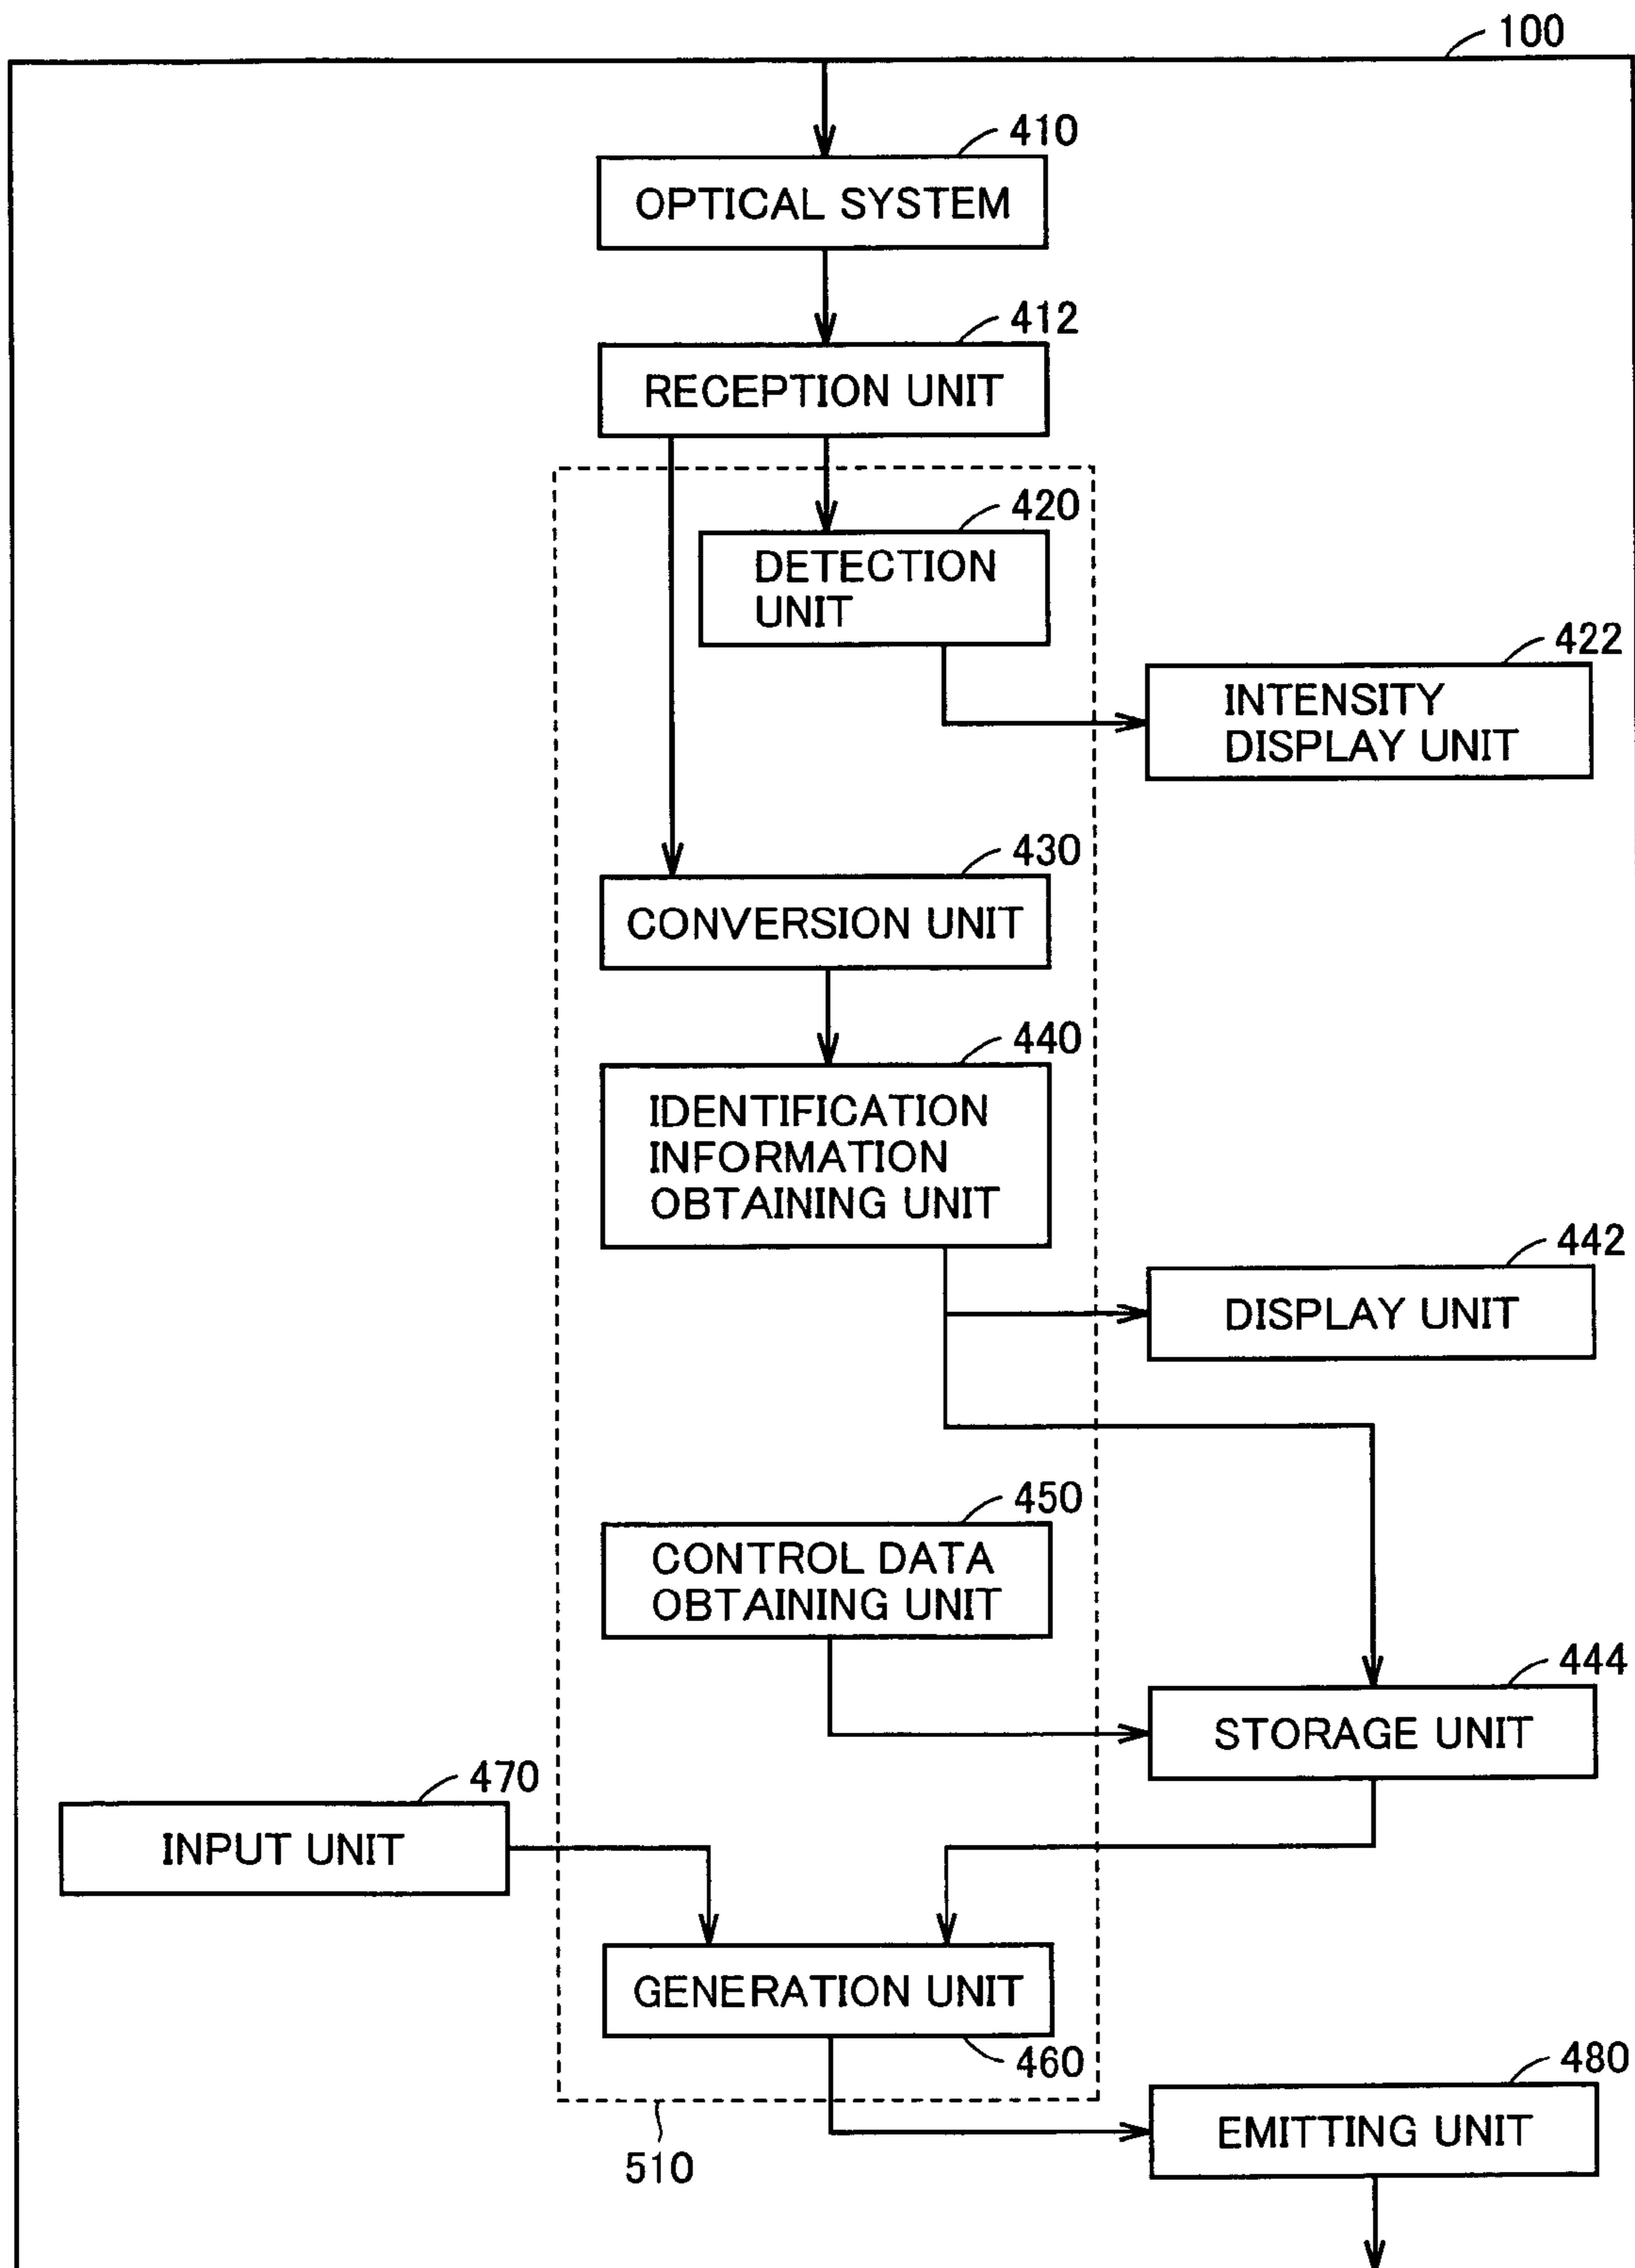 100
410
OPTICAL SYSTEM
412
RECEPTION UNIT
420
DETECTION
UNIT
422
INTENSITY
DISPLAY UNIT
430
CONVERSION UNIT
440
IDENTIFICATION
INFORMATION
OBTAINING UNIT
442
DISPLAY UNIT
450
CONTROL DATA
OBTAINING UNIT
444
STORAGE UNIT
470
INPUT UNIT
GENERATION UNIT
460
480
EMITTING UNIT
510